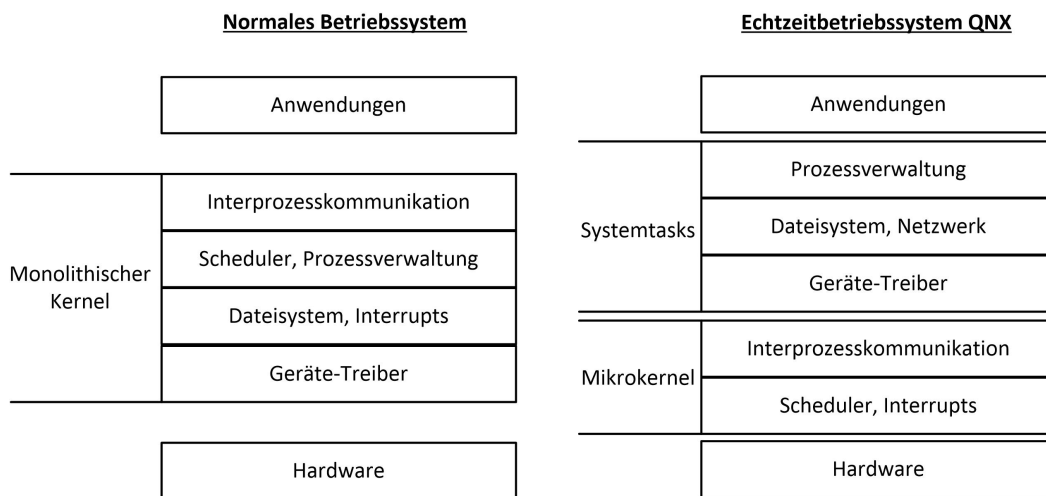 Normales Betriebssystem
Anwendungen
Monolithischer
Kernel
Interprozesskommunikation
Scheduler, Prozessverwaltung
Dateisystem, Interrupts
Geräte-Treiber
Hardware
Echtzeitbetriebssystem QNX
Anwendungen
Systemtasks
Prozessverwaltung
Dateisystem, Netzwerk
Geräte-Treiber
Mikrokernel
Interprozesskommunikation
Scheduler, Interrupts
Hardware